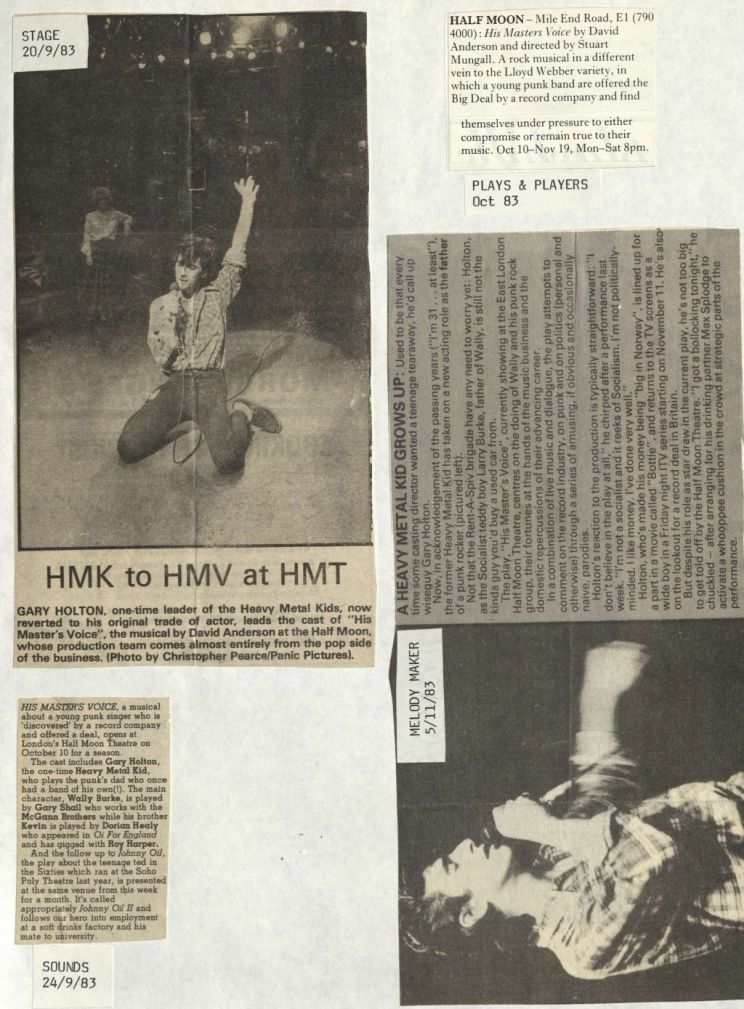 STAGE
20/9/83
HMK to HMV at HMT
GARY HOLTON, one-time leader of the Heavy Metal Kids, now
reverted to his original trade of actor, leads the cast of "His
Master's Voice", the musical by David Anderson at the Half Moon,
whose production team comes almost entirely from the pop side
of the business. (Photo by Christopher Pearce/Panic Pictures).
HIS MASTER'S VOICE, a musical
about a young punk singer who is
'discovered' by a record company
and offered a deal, opens at
London's Half Moon Theatre on
October 10 for a season.
The cast includes Gary Holton,
the one-time Heavy Metal Kid,
who plays the punk's dad who once
had a band of his own(!). The main
character, Wally Burke, is played
by Gary Shail who works with the
McGann Brothers while his brother
Kevin is played by Dorian Healy
who appeared in Oi For England
and has gigged with Roy Harper.
And the follow up to Johnny Oil,
the play about the teenage ted in
the Sixties which ran at the Soho
Poly Theatre last year, is presented
at the same venue from this week
for a month. It's called
appropriately Johnny Oil II and
follows our hero into employment
at a soft drinks factory and his
mate to university.
SOUNDS
24/9/83
HALF MOON – Mile End Road, E1 (790
4000): His Masters Voice by David
Anderson and directed by Stuart
Mungall. A rock musical in a different
vein to the Lloyd Webber variety, in
which a young punk band are offered the
Big Deal by a record company and find
themselves under pressure to either
compromise or remain true to their
music. Oct 10–Nov 19, Mon–Sat 8pm.
PLAYS & PLAYERS
Oct 83
A HEAVY METAL KID GROWS UP: Used to be that every
time some casting director wanted a teenage tearaway, he'd call up
wiseguy Gary Holton.
Now, in acknowledgement of the passing years ("I'm 31 . . . at least"),
the former Heavy Metal Kid has taken on a new acting role as the father
of a punk rocker (pictured left).
Not that the Rent-A-Spiv brigade have any need to worry yet: Holton,
as the Socialist teddy boy Larry Burke, father of Wally, is still not the
kinda guy you'd buy a used car from.
The play, "His Master's Voice", currently showing at the East London
Half Moon Theatre, centres on the doing of Wally and his punk rock
group, their fortunes at the hands of the music business and the
domestic repercussions of their advancing career.
In a combination of live music and dialogue, the play attempts to
comment on the record industry, on punk and on politics (personal and
otherwise) through a series of amusing, if obvious and occasionally
naive, parodies.
Holton's reaction to the production is typically straightforward: "I
don't believe in the play at all," he chirped after a performance last
week. "I'm not a socialist and it reeks of Socialism. I'm not politically-
minded. I like money. I've done very well."
Holton, who's made his money being "big in Norway", is lined up for
a part in a movie called "Bottle", and returns to the TV screens as a
wide boy in a Friday night ITV series starting on November 11. He's also
on the lookout for a record deal in Britain.
But despite his role as star draw in the current play, he's not too big
to get told off by the Half Moon Theatre. "I got a bollocking tonight," he
chuckled – after arranging for his drinking partner Max Splodge to
activate a whooppee cushion in the crowd at strategic parts of the
performance.
MELODY MAKER
5/11/83